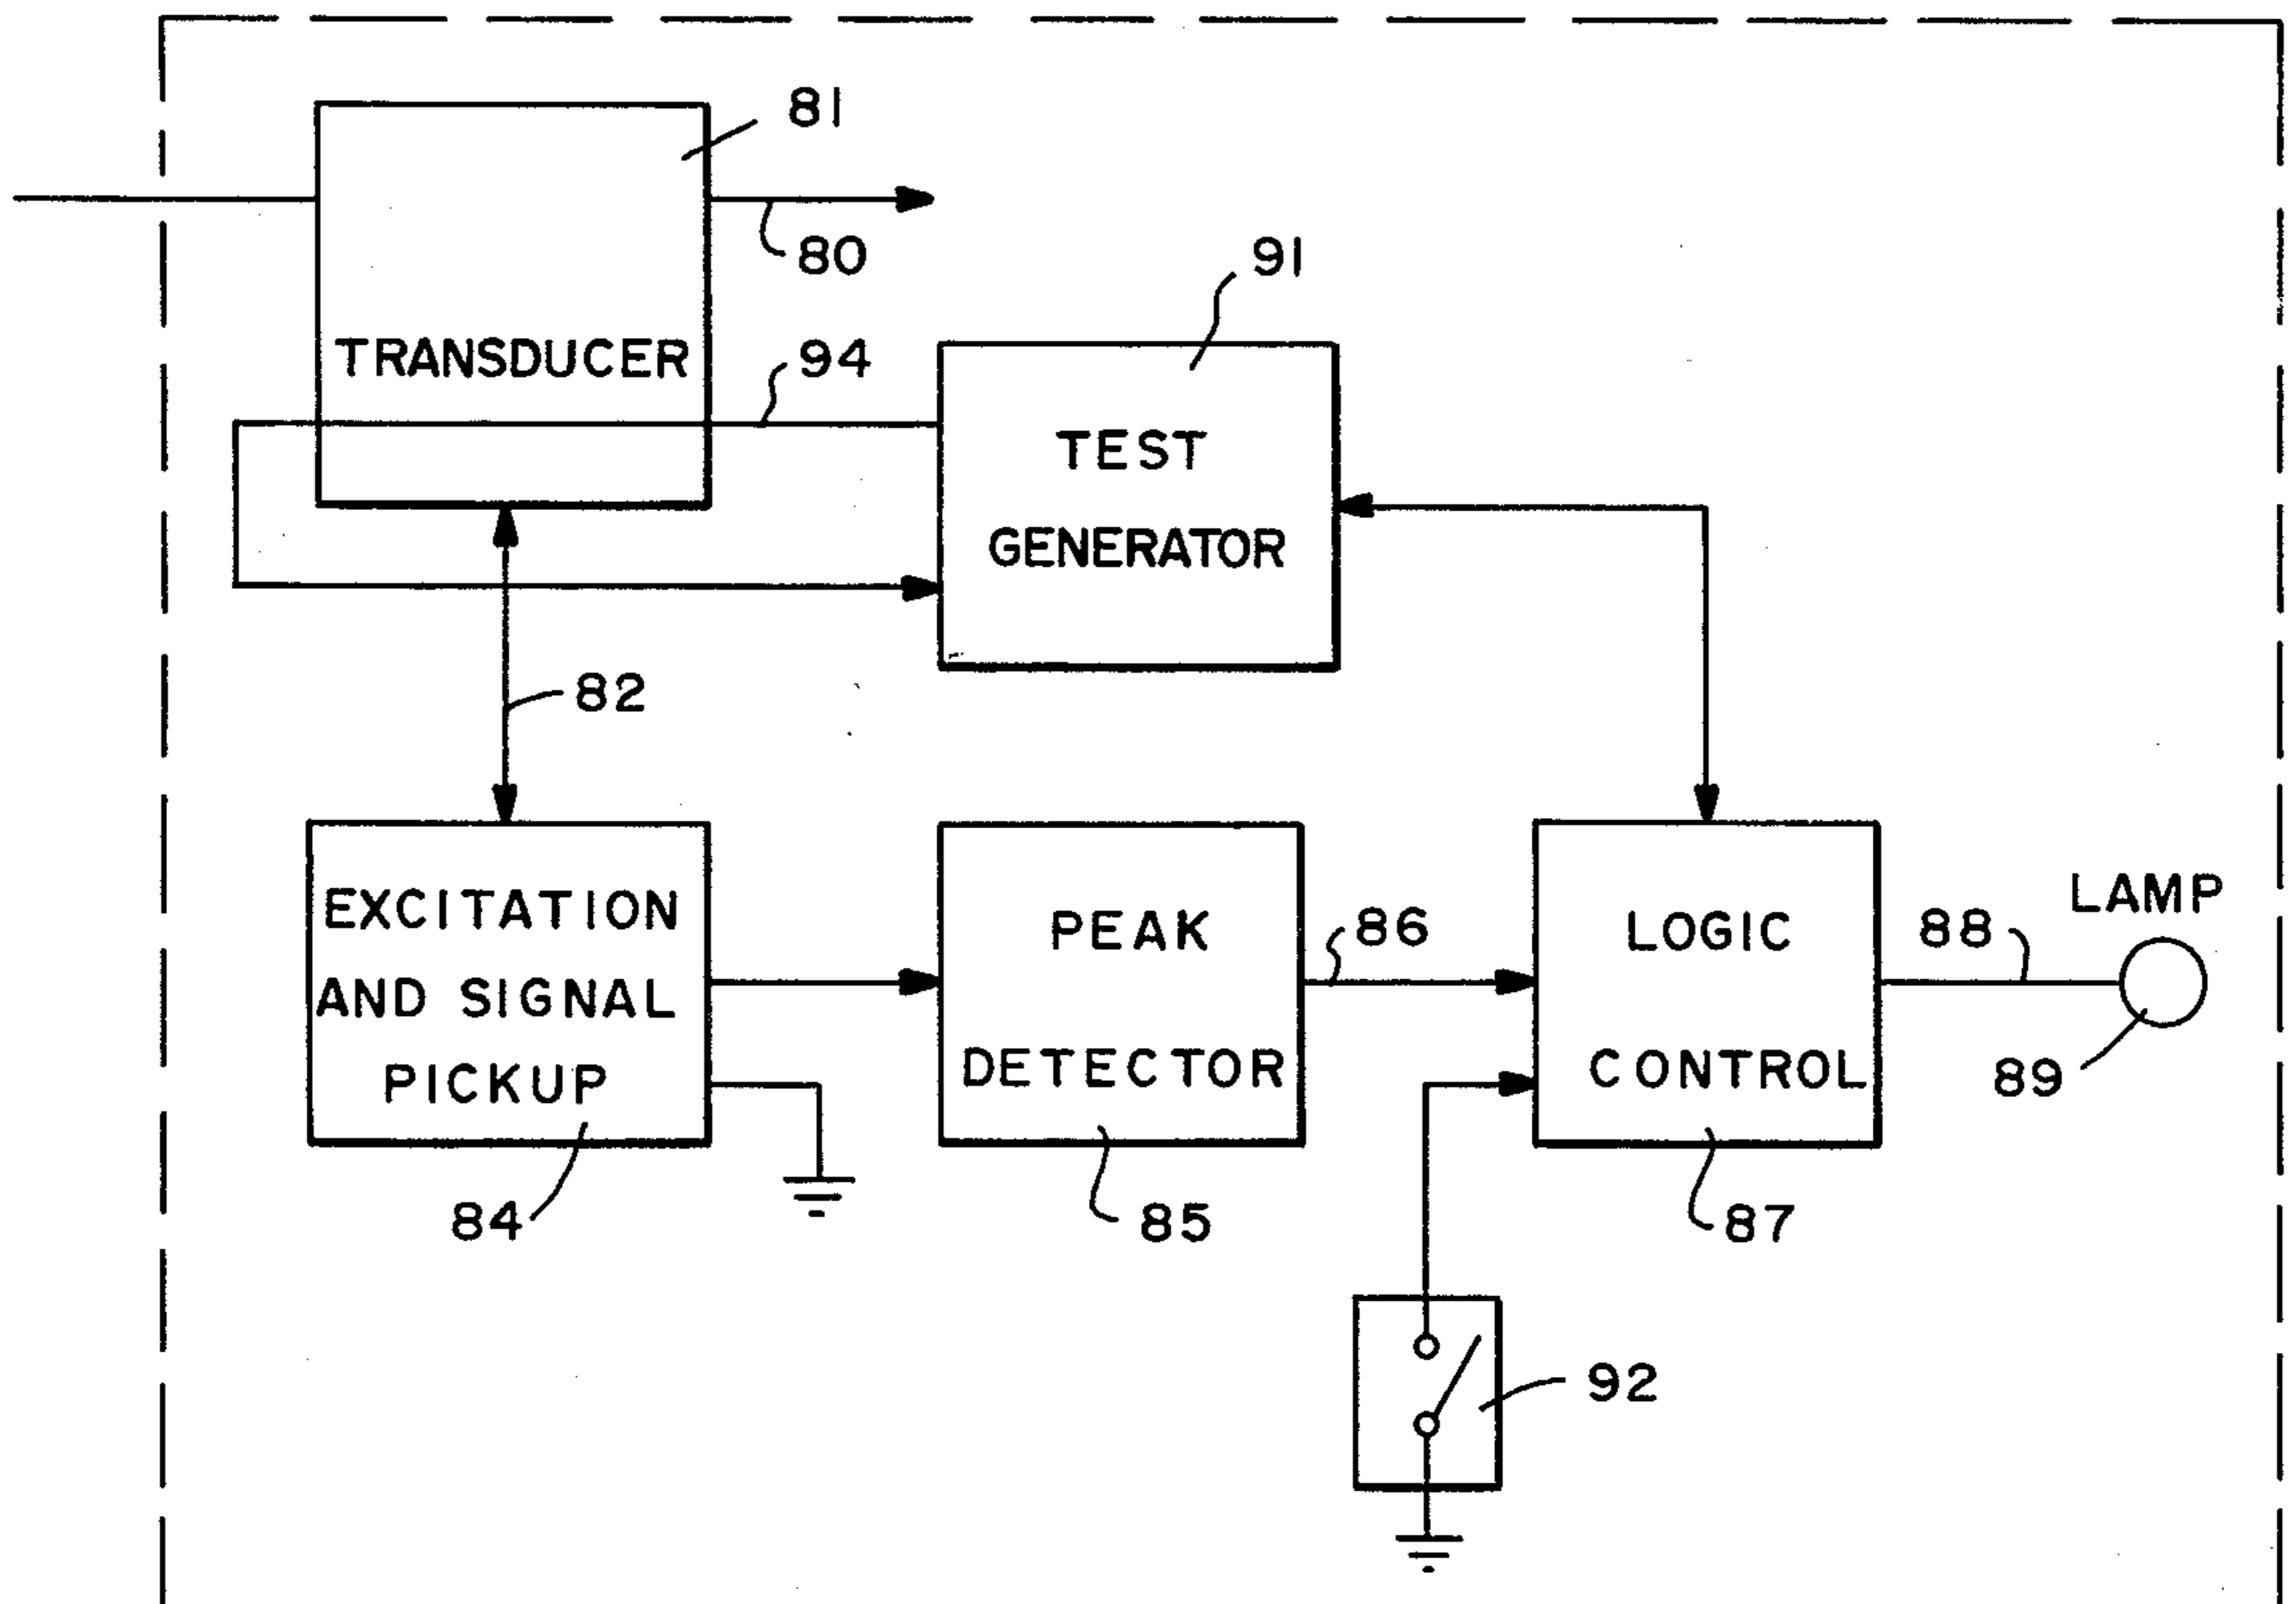 81
80
91
TRANSDUCER
94
TEST
GENERATOR
82
EXCITATION
AND SIGNAL
PICKUP
84
PEAK
DETECTOR
85
86
LOGIC
CONTROL
87
88
LAMP
89
92